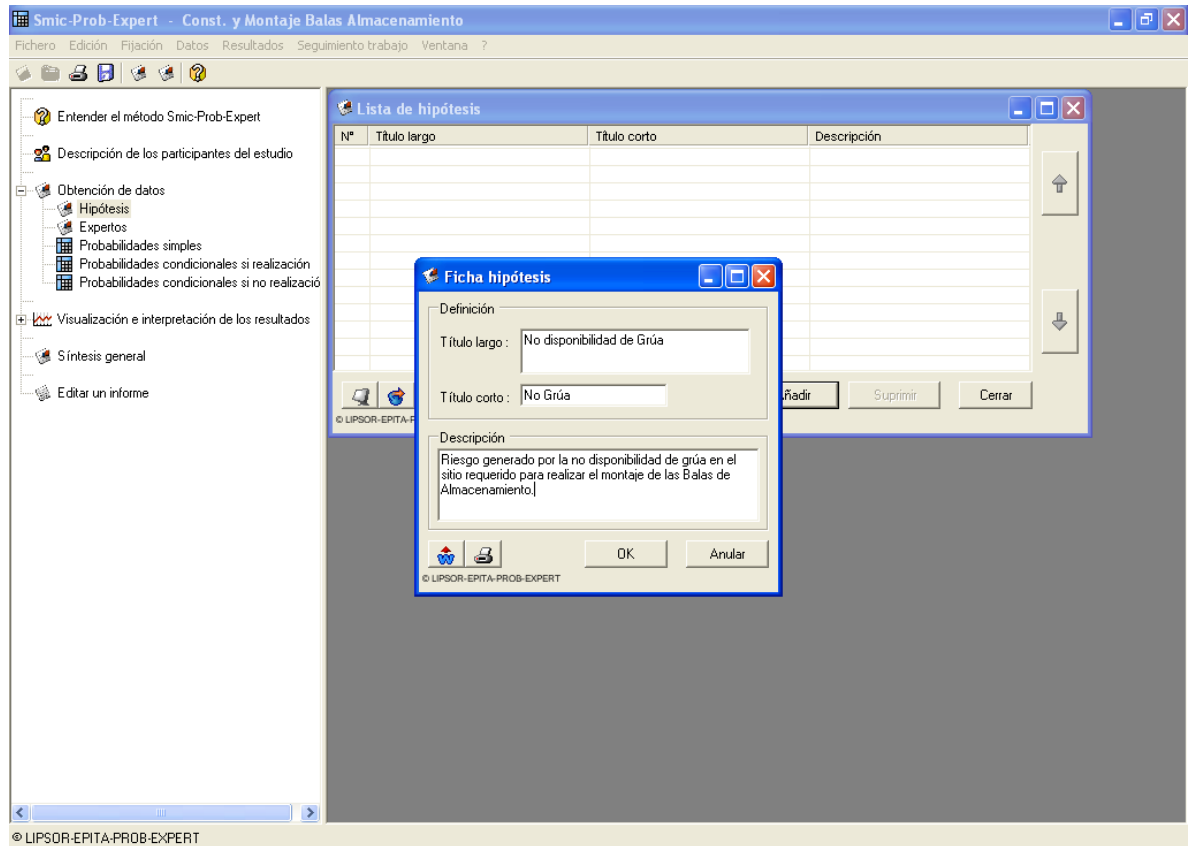 Smic-Prob-Expert - Const. y Montaje Balas Almacenamiento
Fichero Edición Fijación Datos Resultados Seguimiento trabajo Ventana ?
Entender el método Smic-Prob-Expert
Descripción de los participantes del estudio
Obtención de datos
Hipótesis
Expertos
Probabilidades simples
Probabilidades condicionales si realización
Probabilidades condicionales si no realizació
Visualización e interpretación de los resultados
Síntesis general
Editar un informe
Lista de hipótesis
Nº Título largo Título corto Descripción
ñadir Suprimir Cerrar
© LIPSOR-EPITA-P
Ficha hipótesis
Definición
Título largo : No disponibilidad de Grúa
Título corto : No Grúa
Descripción
Riesgo generado por la no disponibilidad de grúa en el
sitio requerido para realizar el montaje de las Balas de
Almacenamiento.
OK Anular
© LIPSOR-EPITA-PROB-EXPERT
© LIPSOR-EPITA-PROB-EXPERT